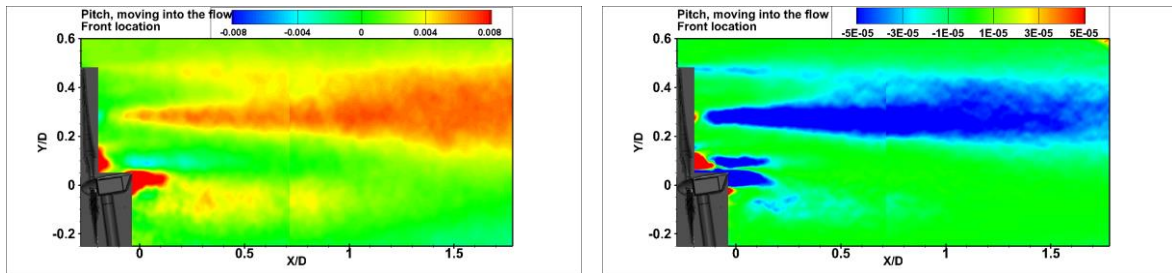 Pitch, moving into the flow
Front location
-0.008 -0.004 0 0.004 0.008
0.6
0.4
0.2
0
-0.2
Y/D
0 0.5 1 1.5
X/D
Pitch, moving into the flow
Front location
-5E-05 -3E-05 -1E-05 1E-05 3E-05 5E-05
0.6
0.4
0.2
0
-0.2
Y/D
0 0.5 1 1.5
X/D